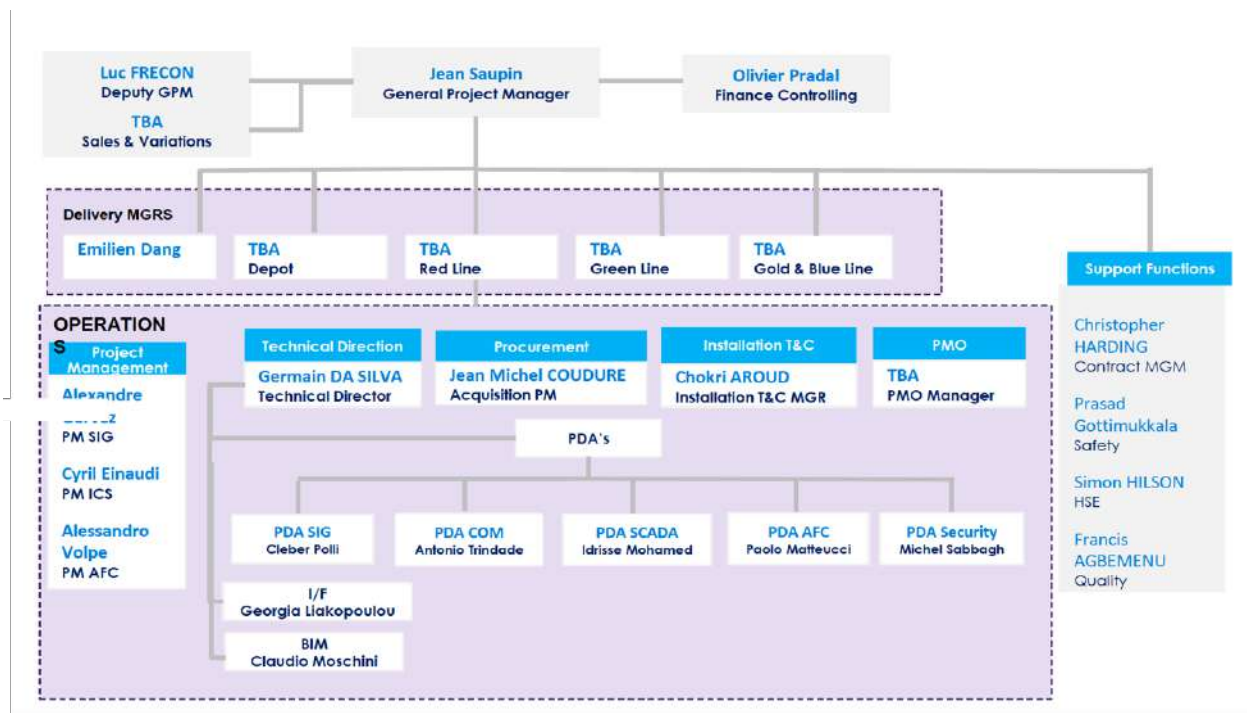 Luc FRECON
Deputy GPM
TBA
Sales & Variations
Jean Saupin
General Project Manager
Olivier Pradal
Finance Controlling
Delivery MGRS
Emilien Dang
TBA
Depot
TBA
Red Line
TBA
Green Line
TBA
Gold & Blue Line
Support Functions
Christopher
HARDING
Contract MGM
Prasad
Gottimukkala
Safety
Simon HILSON
HSE
Francis
AGBEMENU
Quality
OPERATION
S
Project
Management
Alexandre
PM SIG
Cyril Einaudi
PM ICS
Alessandro
Volpe
PM AFC
Technical Direction
Germain DA SILVA
Technical Director
Procurement
Jean Michel COUDURE
Acquisition PM
Installation T&C
Chokri AROUD
Installation T&C MGR
PMO
TBA
PMO Manager
PDA's
PDA SIG
Cleber Polli
PDA COM
Antonio Trindade
PDA SCADA
Idrisse Mohamed
PDA AFC
Paolo Matteucci
PDA Security
Michel Sabbagh
I/F
Georgia Liakopoulou
BIM
Claudio Moschini